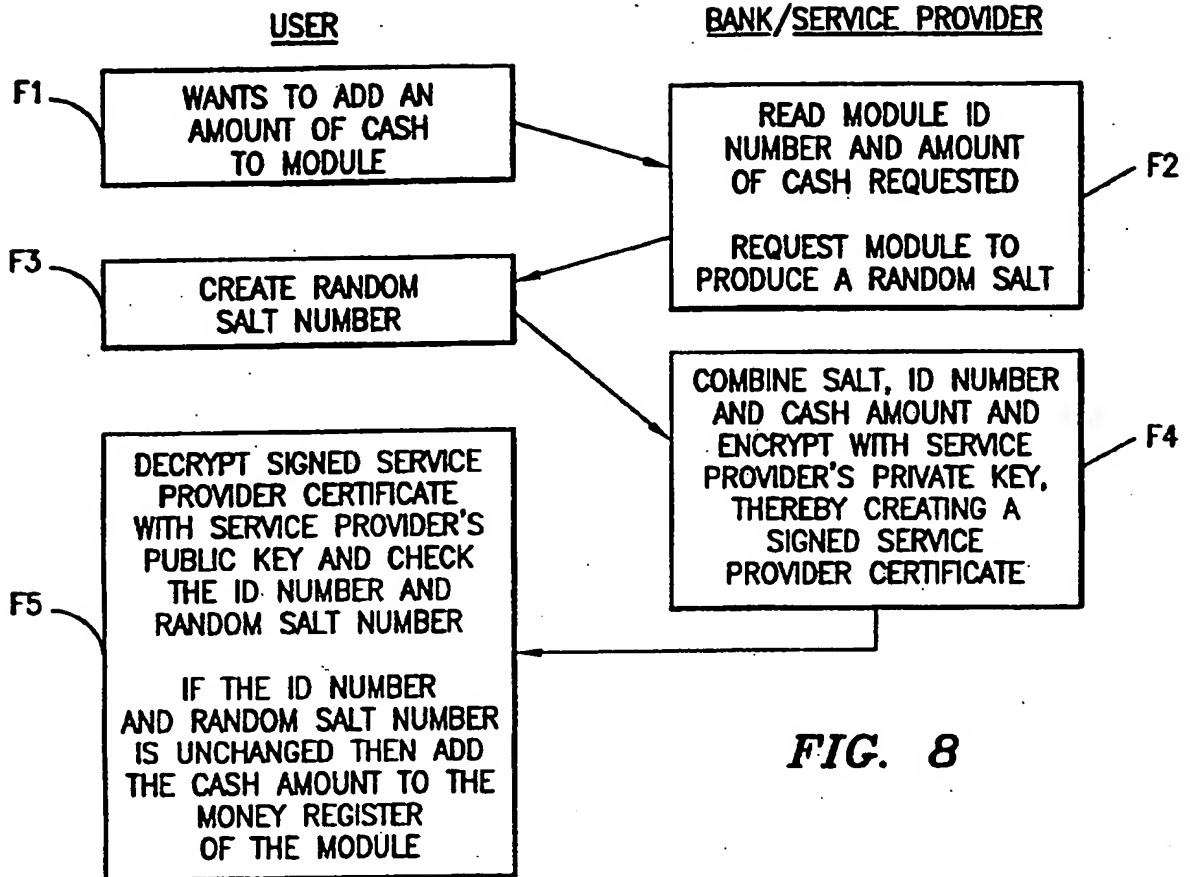 USER
BANK/SERVICE PROVIDER
F1
WANTS TO ADD AN
AMOUNT OF CASH
TO MODULE
READ MODULE ID
NUMBER AND AMOUNT
OF CASH REQUESTED
REQUEST MODULE TO
PRODUCE A RANDOM SALT
F2
F3
CREATE RANDOM
SALT NUMBER
COMBINE SALT, ID NUMBER
AND CASH AMOUNT AND
ENCRYPT WITH SERVICE
PROVIDER'S PRIVATE KEY,
THEREBY CREATING A
SIGNED SERVICE
PROVIDER CERTIFICATE
F4
F5
DECRYPT SIGNED SERVICE
PROVIDER CERTIFICATE
WITH SERVICE PROVIDER'S
PUBLIC KEY AND CHECK
THE ID NUMBER AND
RANDOM SALT NUMBER
IF THE ID NUMBER
AND RANDOM SALT NUMBER
IS UNCHANGED THEN ADD
THE CASH AMOUNT TO THE
MONEY REGISTER
OF THE MODULE
FIG. 8